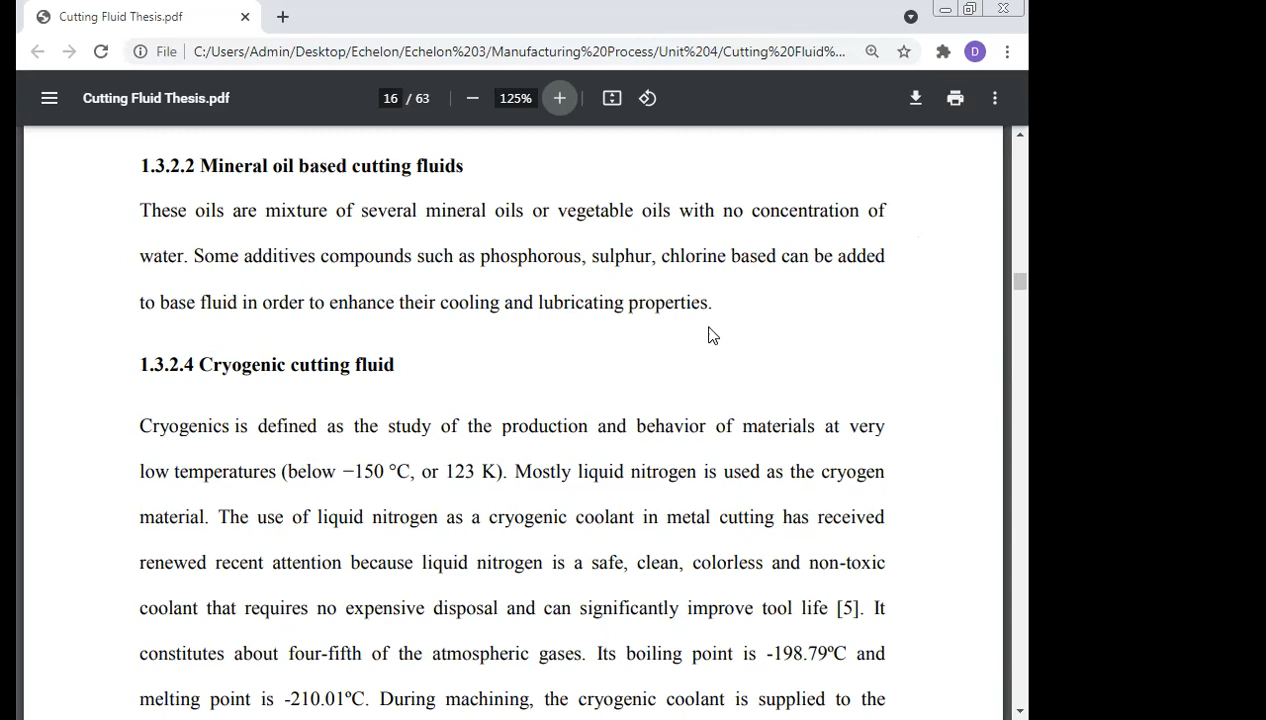 Cutting Fluid Thesis.pdf
File
C:/Users/Admin/Desktop/Echelon/Echelon%203/Manufacturing%20Process/Unit%204/Cutting%20Fluid%...
D
Cutting Fluid Thesis.pdf
16 / 63
125%
1.3.2.2 Mineral oil based cutting fluids
These oils are mixture of several mineral oils or vegetable oils with no concentration of
water. Some additives compounds such as phosphorous, sulphur, chlorine based can be added
to base fluid in order to enhance their cooling and lubricating properties.
1.3.2.4 Cryogenic cutting fluid
Cryogenics is defined as the study of the production and behavior of materials at very
low temperatures (below −150 °C, or 123 K). Mostly liquid nitrogen is used as the cryogen
material. The use of liquid nitrogen as a cryogenic coolant in metal cutting has received
renewed recent attention because liquid nitrogen is a safe, clean, colorless and non-toxic
coolant that requires no expensive disposal and can significantly improve tool life [5]. It
constitutes about four-fifth of the atmospheric gases. Its boiling point is -198.79ºC and
melting point is -210.01ºC. During machining, the cryogenic coolant is supplied to the